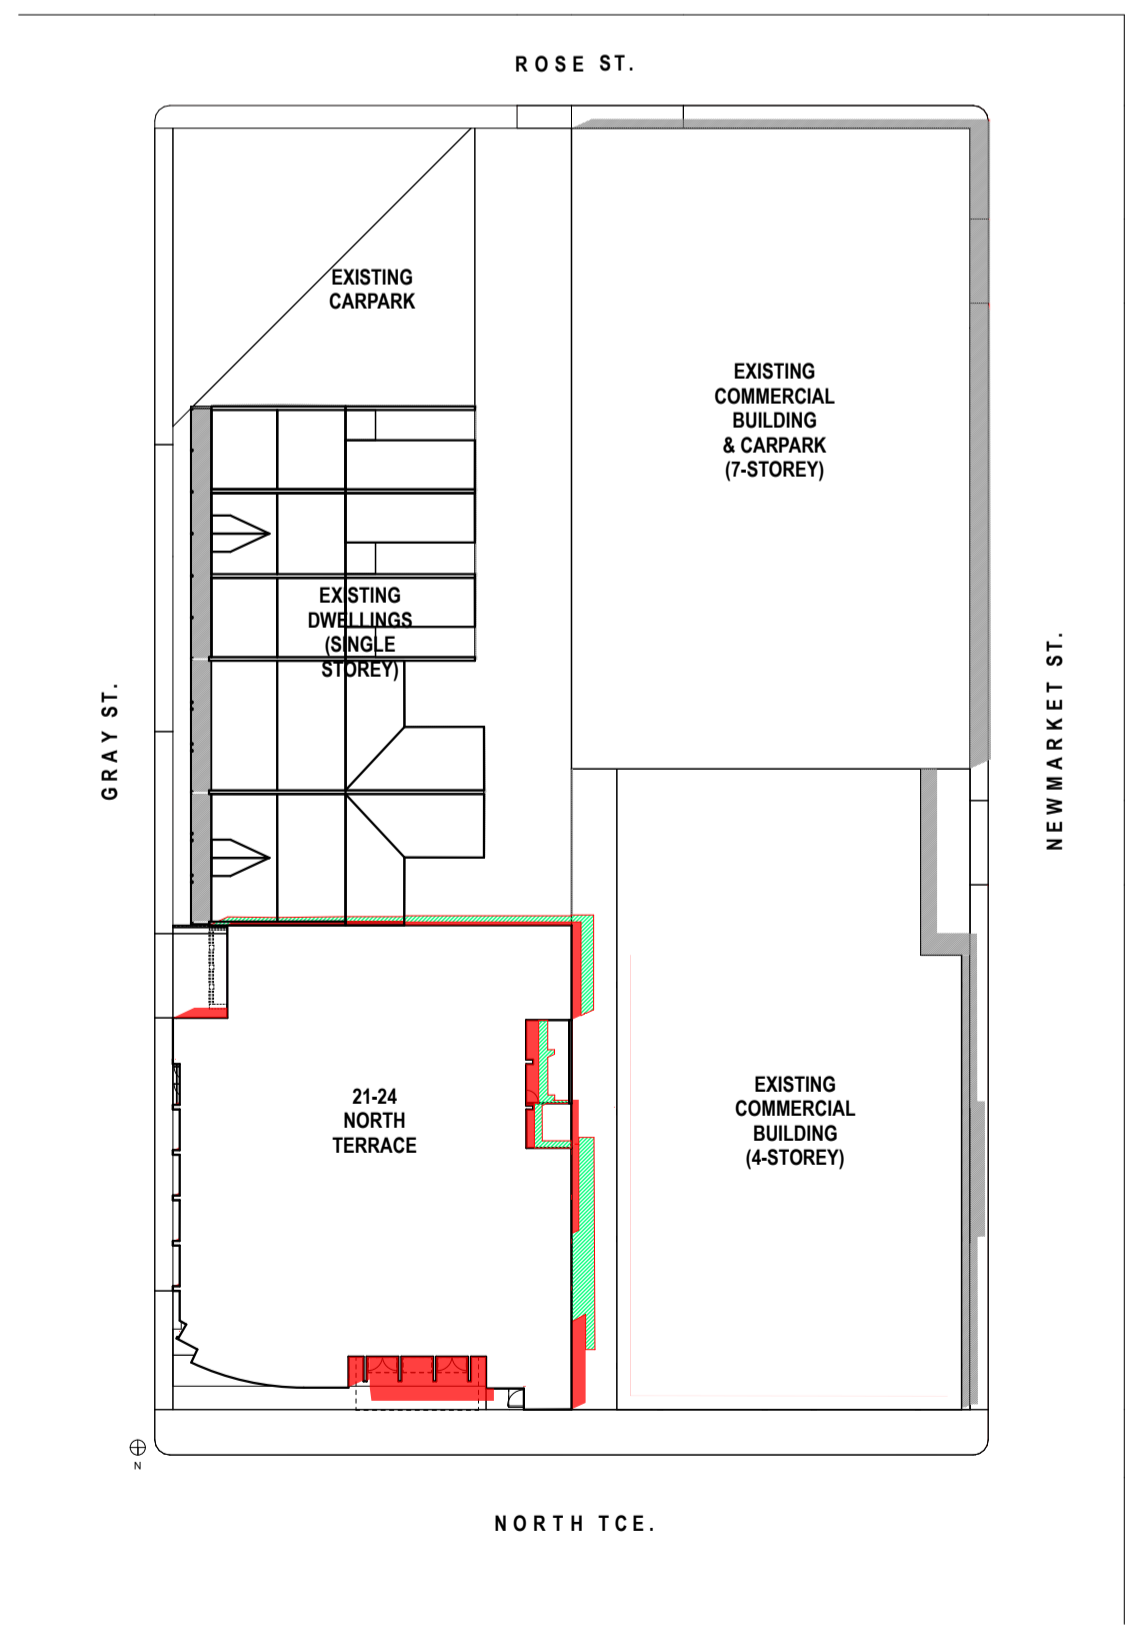 ROSE ST.
EXISTING
CARPARK
EXISTING
COMMERCIAL
BUILDING
& CARPARK
(7-STOREY)
EXISTING
DWELLINGS
(SINGLE
STOREY)
GRAY ST.
NEWMARKET ST.
21-24
NORTH
TERRACE
EXISTING
COMMERCIAL
BUILDING
(4-STOREY)
N
NORTH TCE.